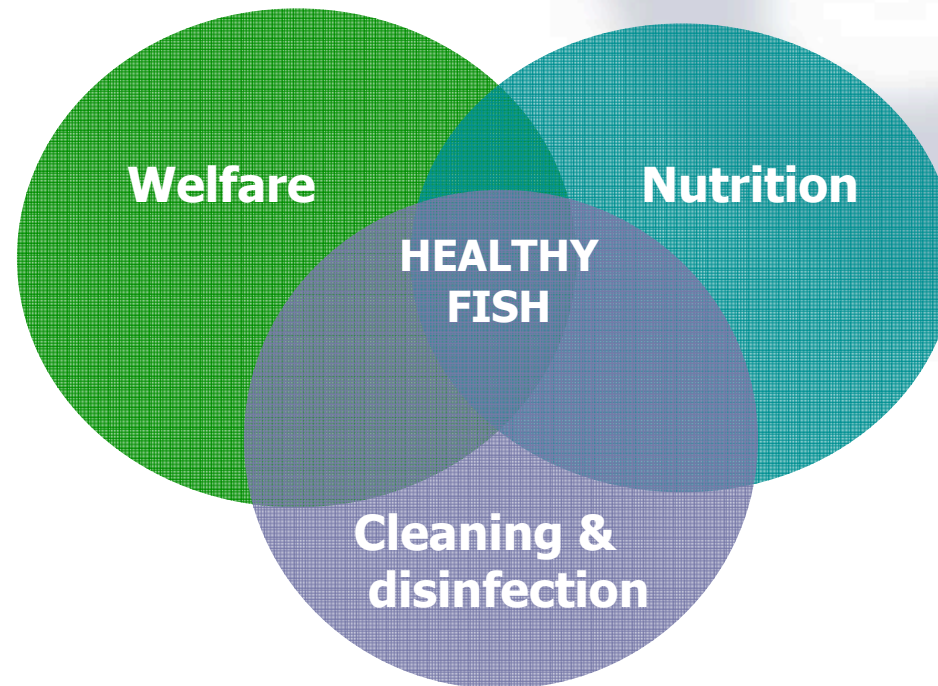 Welfare
Nutrition
HEALTHY
FISH
Cleaning &
disinfection